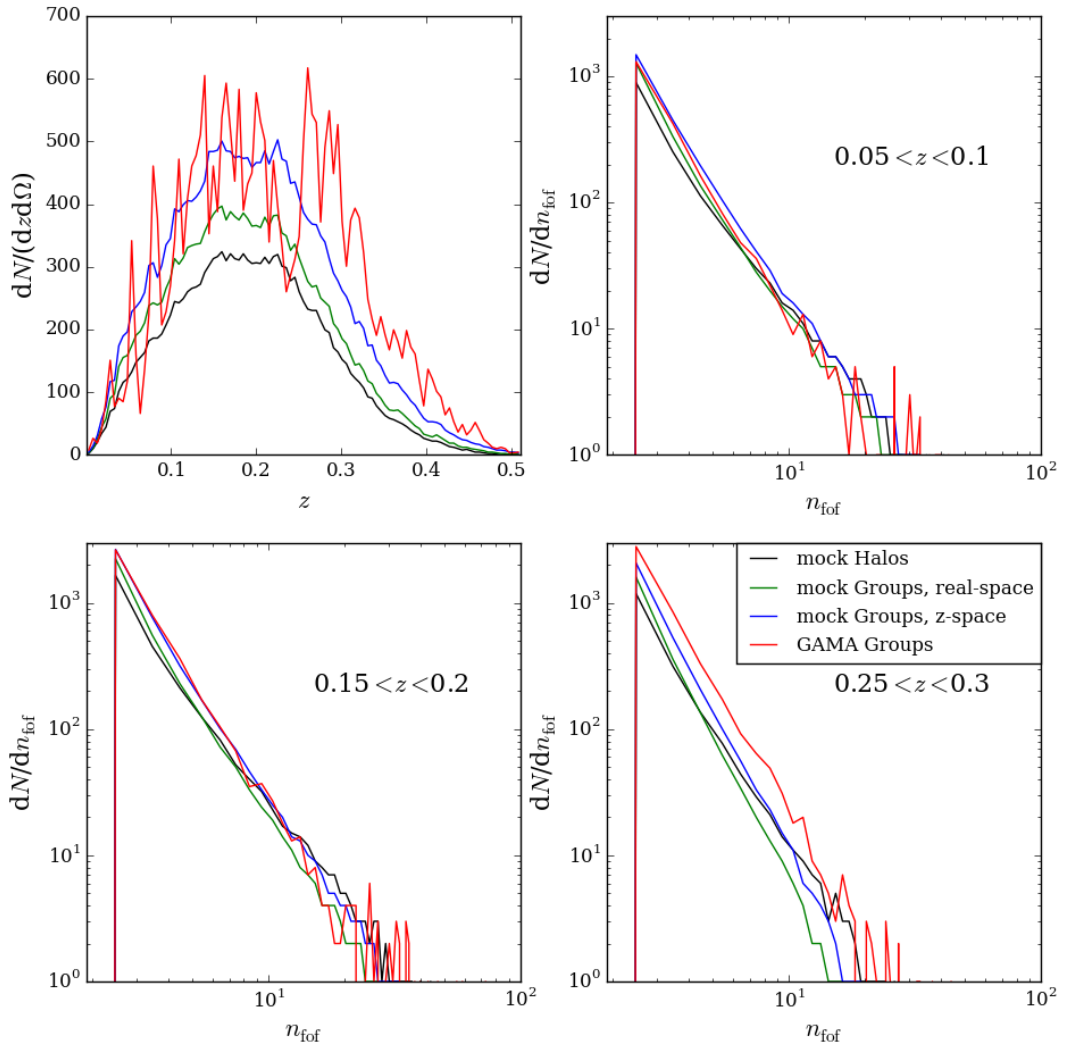 700
600
500
400
300
200
100
0
dN/(dzdΩ)
0.1
0.2
0.3
0.4
0.5
z
10³
10²
10¹
10⁰
dN/dn_fof
0.05<z<0.1
10¹
10²
n_fof
10³
10²
10¹
10⁰
dN/dn_fof
0.15<z<0.2
10¹
10²
n_fof
10³
10²
10¹
10⁰
dN/dn_fof
mock Halos
mock Groups, real-space
mock Groups, z-space
GAMA Groups
0.25<z<0.3
10¹
10²
n_fof